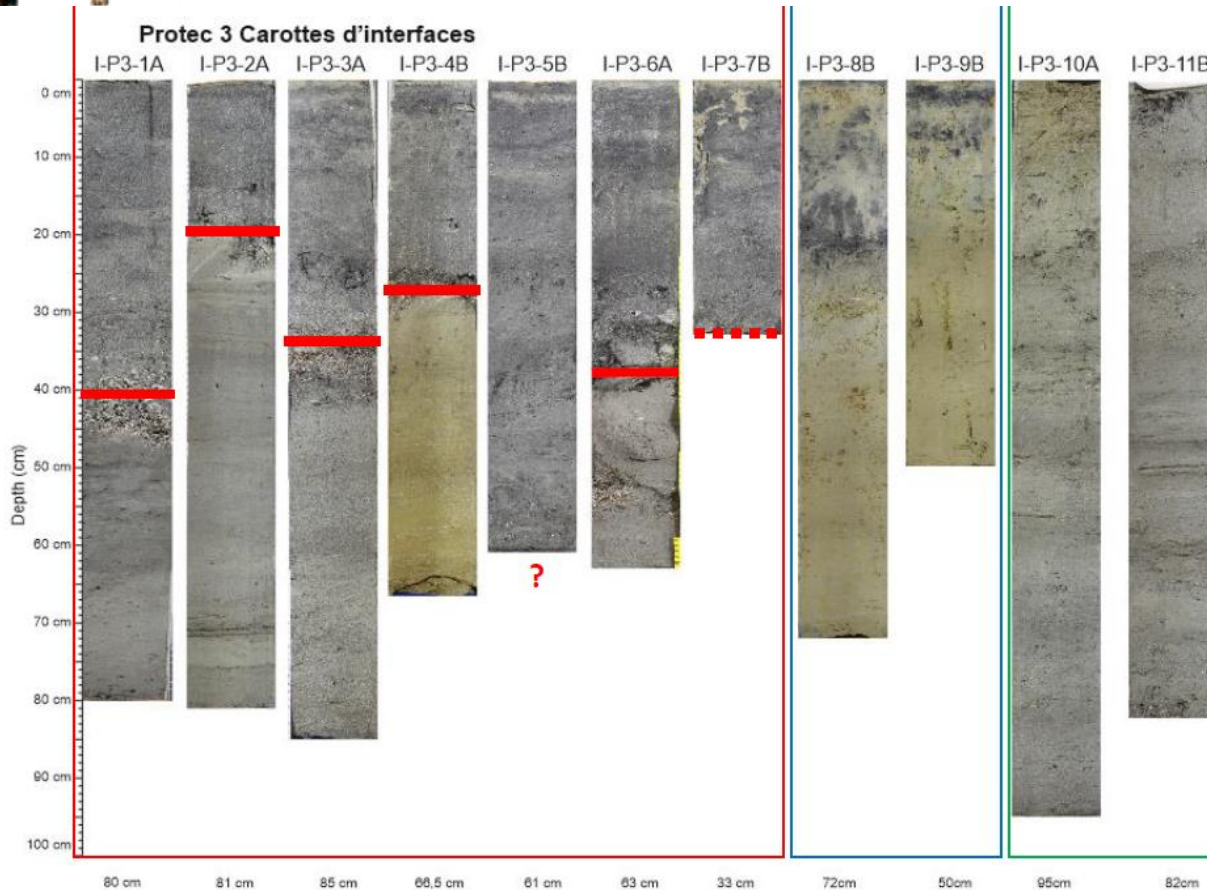 Protec 3 Carottes d'interfaces
I-P3-1A I-P3-2A I-P3-3A I-P3-4B I-P3-5B I-P3-6A I-P3-7B I-P3-8B I-P3-9B I-P3-10A I-P3-11B
0 cm
10 cm
20 cm
30 cm
40 cm
50 cm
60 cm
70 cm
80 cm
90 cm
100 cm
Depth (cm)
?
80 cm 81 cm 85 cm 66,5 cm 61 cm 63 cm 33 cm 72cm 50cm 95cm 82cm